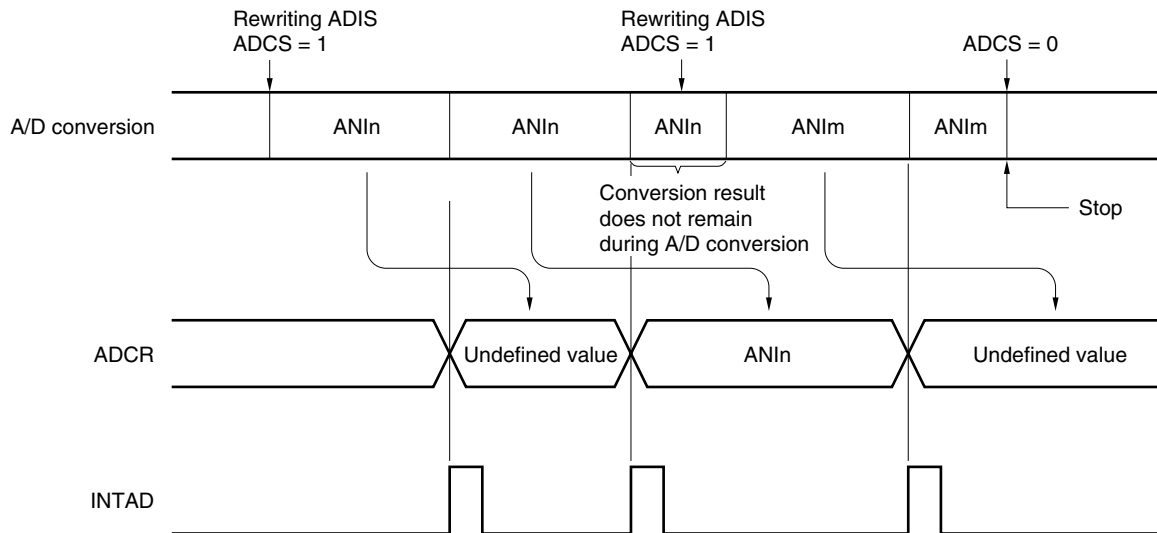 Rewriting ADIS
ADCS = 1
Rewriting ADIS
ADCS = 1
ADCS = 0
A/D conversion
ANIn
ANIn
ANIn
ANIm
ANIm
Conversion result
does not remain
during A/D conversion
Stop
ADCR
Undefined value
ANIn
Undefined value
INTAD